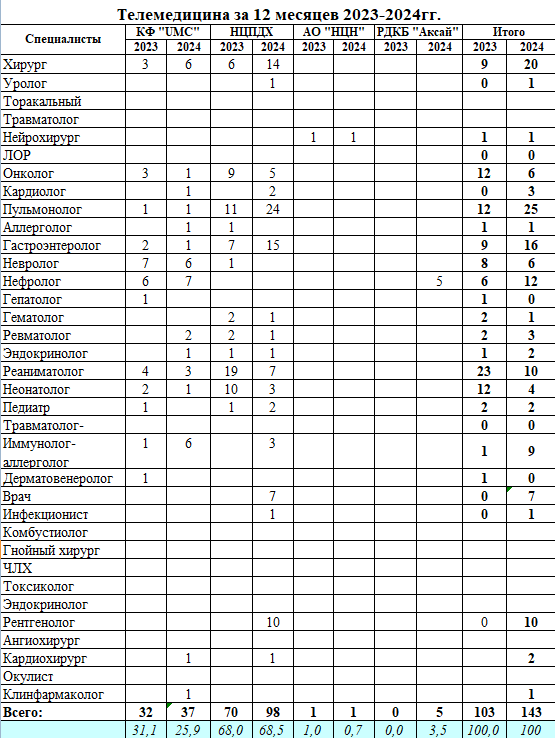 Телемедицина за 12 месяцев 2023-2024гг.
Специалисты КФ "UMC" НЦПДХ АО "НЦН" РДКБ "Аксай" Итого
2023 2024 2023 2024 2023 2024 2023 2024 2023 2024
Хирург 3 6 6 14 9 20
Уролог 1 0 1
Торакальный
Травматолог
Нейрохирург 1 1 1 1
ЛОР 0 0
Онколог 3 1 9 5 12 6
Кардиолог 1 2 0 3
Пульмонолог 1 1 11 24 12 25
Аллерголог 1 1 1 1
Гастроэнтеролог 2 1 7 15 9 16
Невролог 7 6 1 8 6
Нефролог 6 7 5 6 12
Гепатолог 1 1 0
Гематолог 2 1 2 1
Ревматолог 2 2 1 2 3
Эндокринолог 1 1 1 1 2
Реаниматолог 4 3 19 7 23 10
Неонатолог 2 1 10 3 12 4
Педиатр 1 1 2 2 2
Травматолог- 0 0
Иммунолог- 1 6 3 1 9
аллерголог
Дерматовенеролог 1 1 0
Врач 7 0 7
Инфекционист 1 0 1
Комбустиолог
Гнойный хирург
ЧЛХ
Токсиколог
Эндокринолог
Рентгенолог 10 0 10
Ангиохирург
Кардиохирург 1 1 2
Окулист
Клинфармаколог 1 1
Всего: 32 37 70 98 1 1 0 5 103 143
31,1 25,9 68,0 68,5 1,0 0,7 0,0 3,5 100,0 100